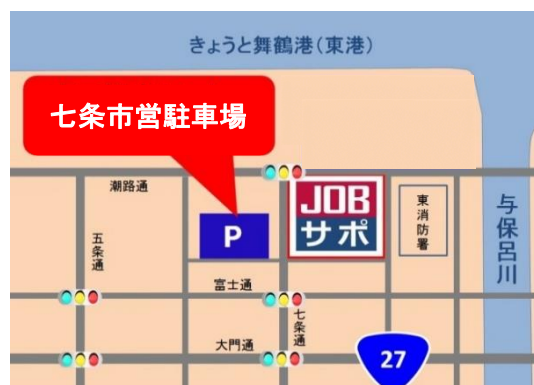 きょうと舞鶴港(東港)
七条市営駐車場
潮路通
JOB
サポ
P
東消防署
与保呂川
五条通
富士通
七条通
大門通
27